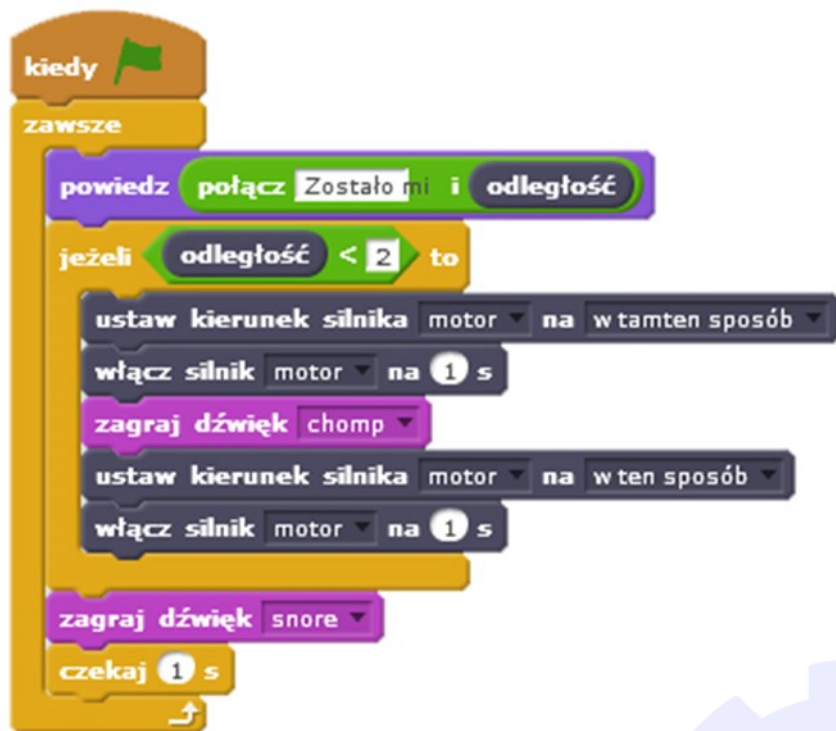 kiedy
zawsze
powiedz połącz Zostało mi i odległość
jeżeli odległość < 2 to
ustaw kierunek silnika motor na w tamten sposób
włącz silnik motor na 1 s
zagraj dźwięk chomp
ustaw kierunek silnika motor na w ten sposób
włącz silnik motor na 1 s
zagraj dźwięk snore
czekaj 1 s